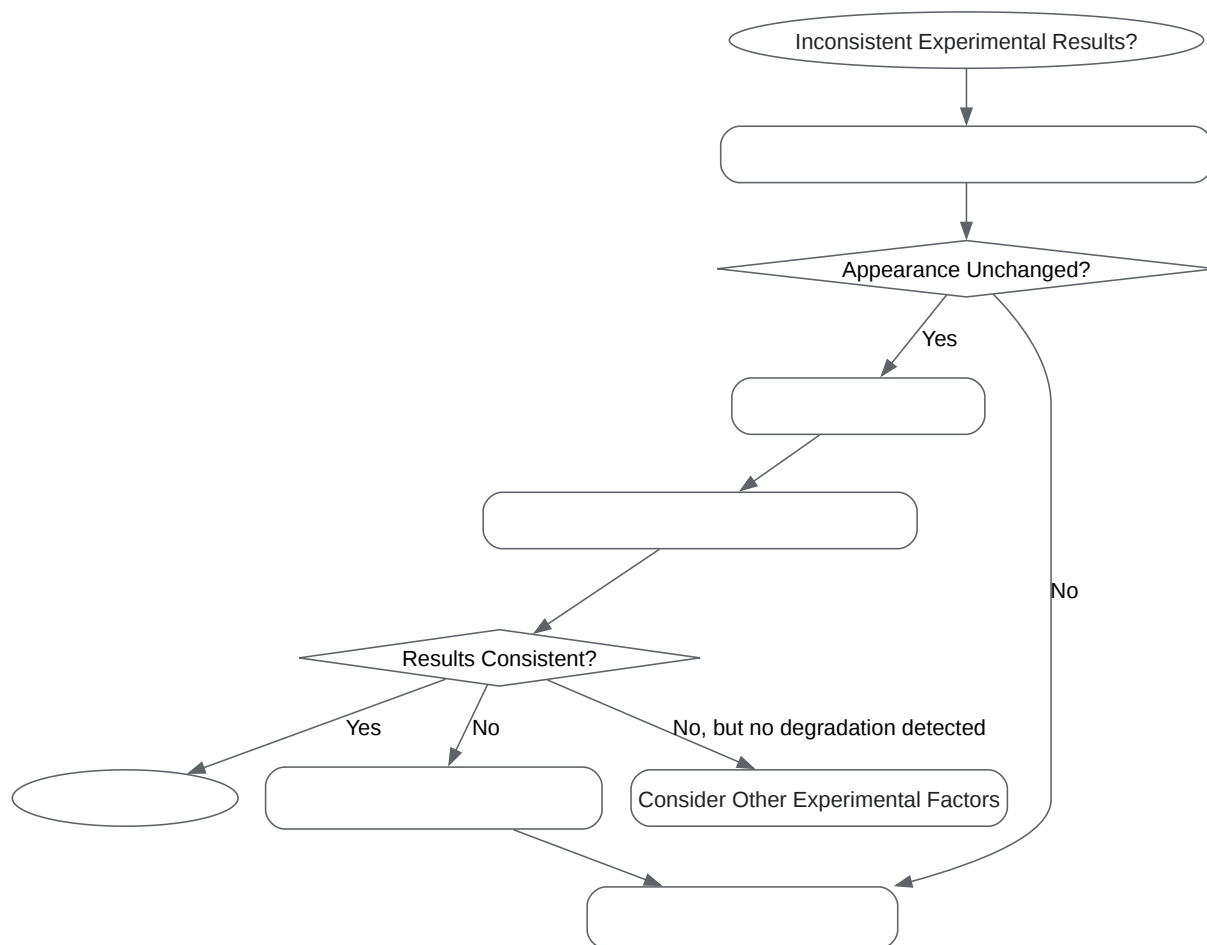 Inconsistent Experimental Results?
Appearance Unchanged?
Yes
No
Results Consistent?
Yes
No
No, but no degradation detected
Consider Other Experimental Factors